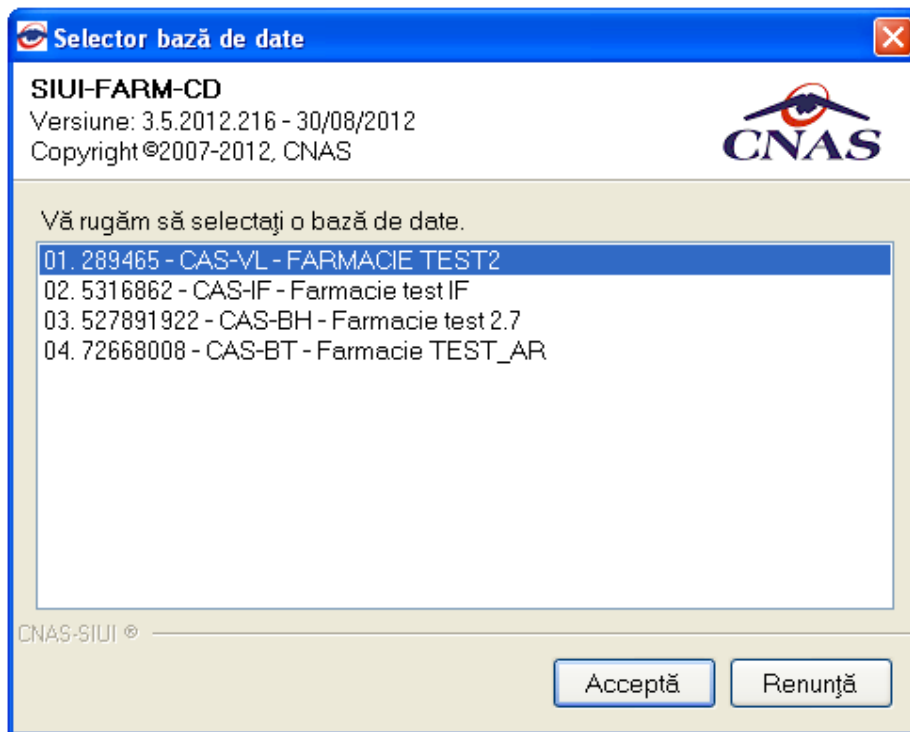 Selector bază de date
SIUI-FARM-CD
Versiune: 3.5.2012.216 - 30/08/2012
Copyright ©2007-2012, CNAS
CNAS
Vă rugăm să selectaţi o bază de date.
01. 289465 - CAS-VL - FARMACIE TEST2
02. 5316862 - CAS-IF - Farmacie test IF
03. 527891922 - CAS-BH - Farmacie test 2.7
04. 72668008 - CAS-BT - Farmacie TEST_AR
CNAS-SIUI ®
Acceptă Renunţă